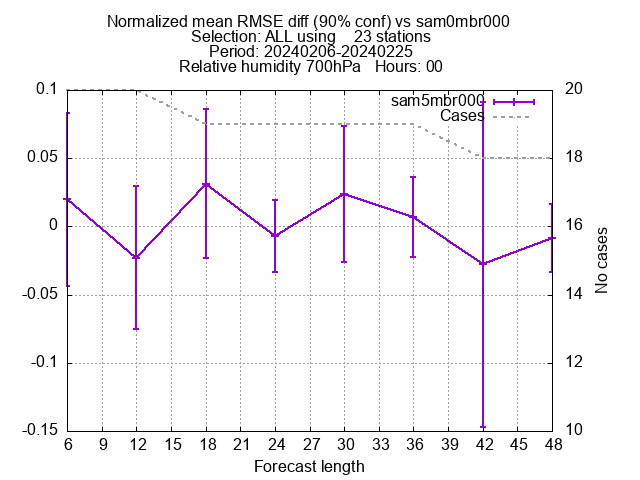 Normalized mean RMSE diff (90% conf) vs sam0mbr000
Selection: ALL using    23 stations
Period: 20240206-20240225
Relative humidity 700hPa   Hours: 00
0.1
0.05
0
-0.05
-0.1
-0.15
20
18
16
14
12
10
sam5mbr000
Cases
No cases
6 9 12 15 18 21 24 27 30 33 36 39 42 45 48
Forecast length